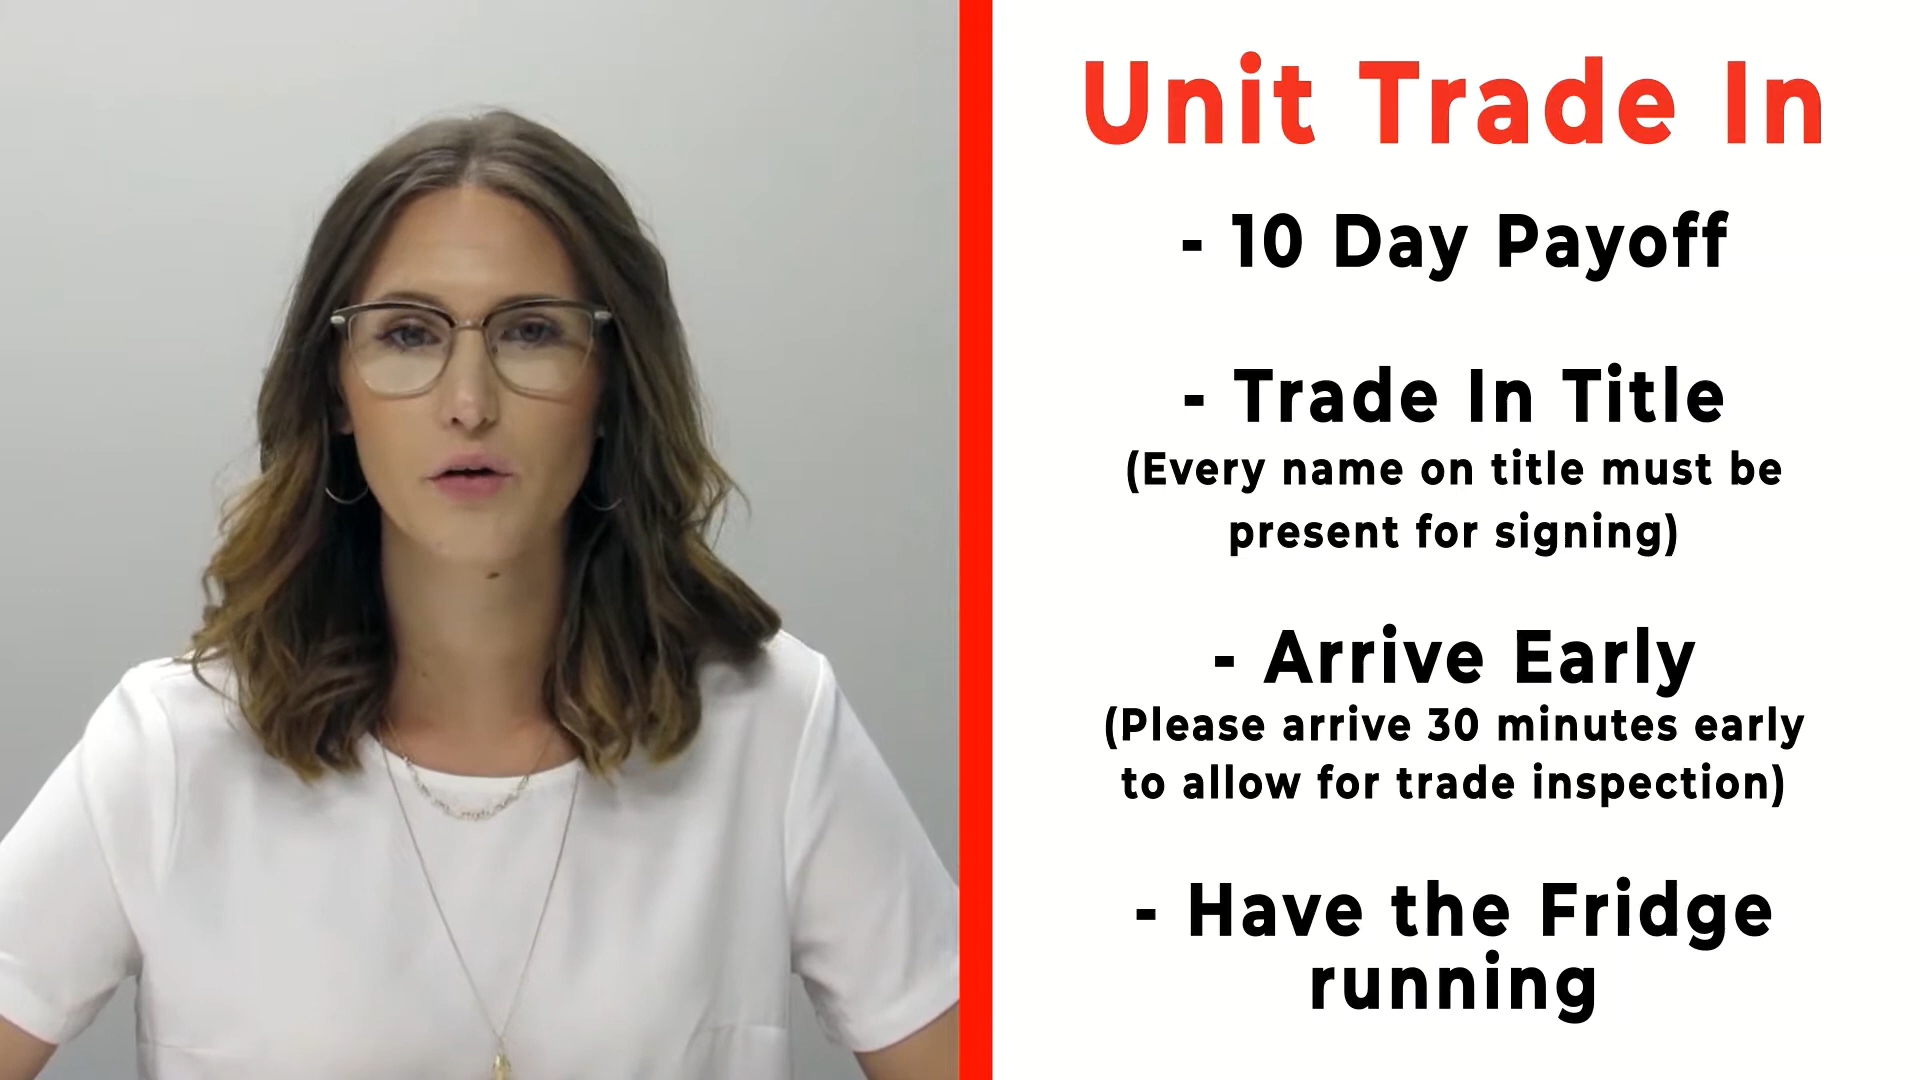 Unit Trade In
- 10 Day Payoff
- Trade In Title
(Every name on title must be
present for signing)
- Arrive Early
(Please arrive 30 minutes early
to allow for trade inspection)
- Have the Fridge
running